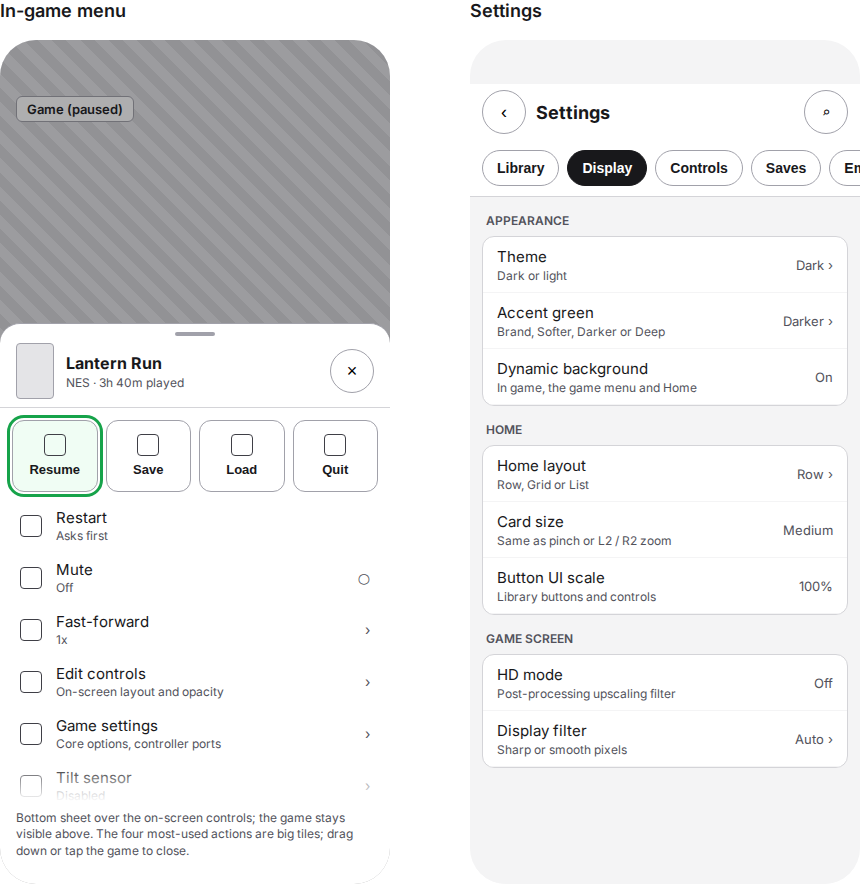 In-game menu
Game (paused)
Lantern Run
NES · 3h 40m played
×
Resume
Save
Load
Quit
Restart
Asks first
Mute
Off
Fast-forward
1x
›
Edit controls
On-screen layout and opacity
›
Game settings
Core options, controller ports
›
Tilt sensor
Disabled
›
Bottom sheet over the on-screen controls; the game stays
visible above. The four most-used actions are big tiles; drag
down or tap the game to close.
Settings
‹ Settings
Library
Display
Controls
Saves
Em
APPEARANCE
Theme
Dark or light
Dark ›
Accent green
Brand, Softer, Darker or Deep
Darker ›
Dynamic background
In game, the game menu and Home
On
HOME
Home layout
Row, Grid or List
Row ›
Card size
Same as pinch or L2 / R2 zoom
Medium
Button UI scale
Library buttons and controls
100%
GAME SCREEN
HD mode
Post-processing upscaling filter
Off
Display filter
Sharp or smooth pixels
Auto ›